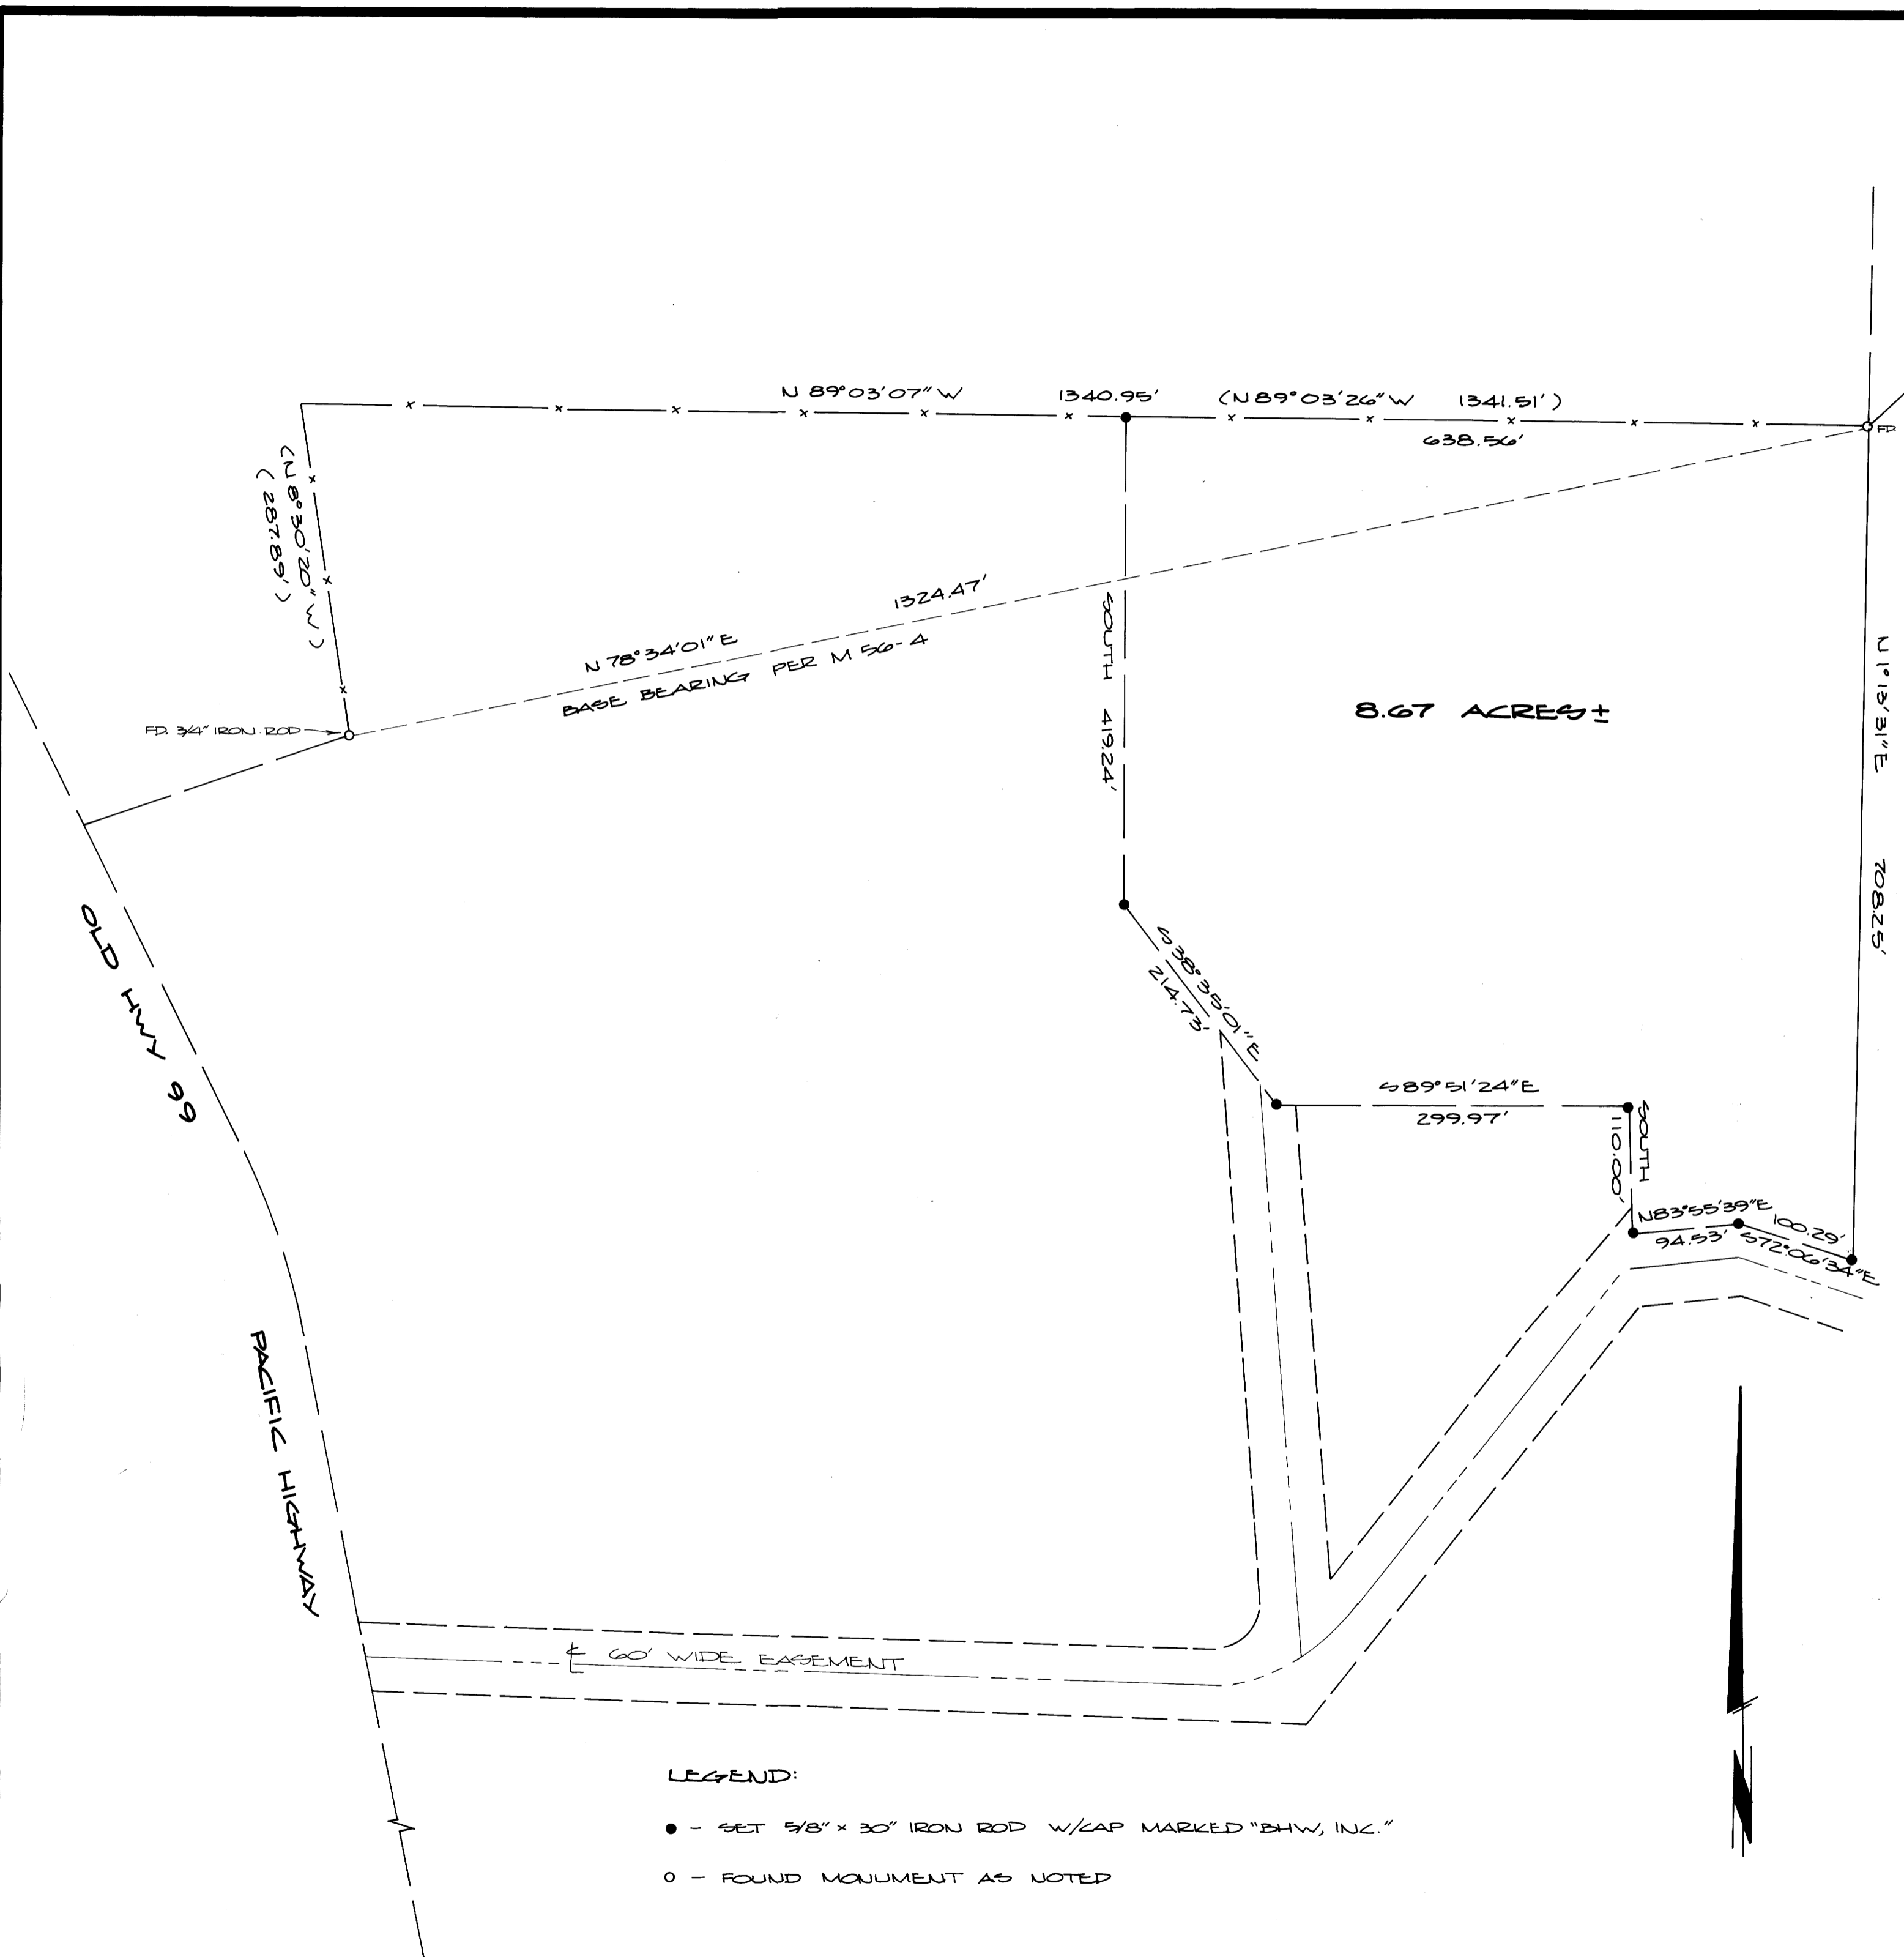 N 89°03'07" W 1340.95' (N 89°03'26" W 1341.51')
638.56'
FD.
(N 8°30'20" W)
(287.89')
1324.47'
N 78°34'01" E
BASE BEARING PER M 56-4
FD. 3/4" IRON ROD
SOUTH 419.24'
8.67 ACRES ±
N 1°13'31" E 708.25'
OLD HWY 99
S 38°35'01" E
214.73'
S 89°51'24" E
299.97'
SOUTH
110.00'
N 83°55'39" E
94.53'
100.29'
S 72°06'34" E
PACIFIC HIGHWAY
℄ 60' WIDE EASEMENT
LEGEND:
● - SET 5/8" x 30" IRON ROD W/CAP MARKED "BHW, INC."
○ - FOUND MONUMENT AS NOTED